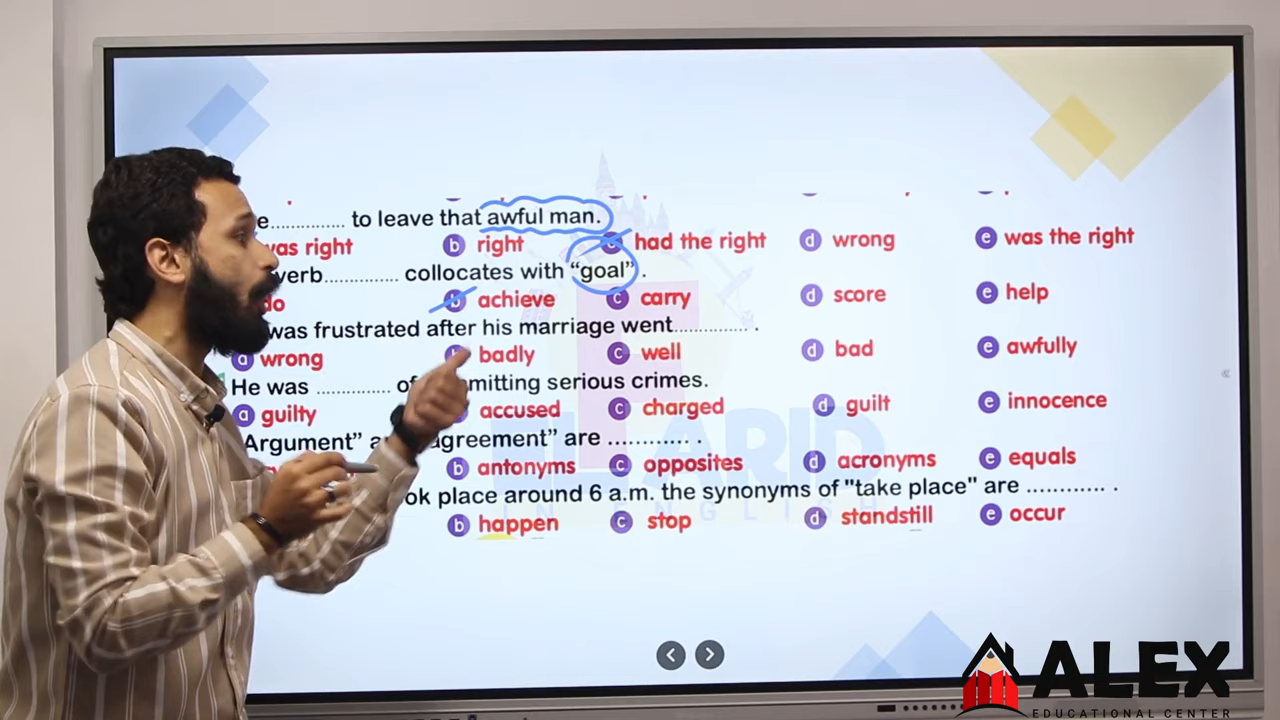 e.............. to leave that awful man.
was right b right c had the right d wrong e was the right
verb.............. collocates with “goal” .
do b achieve c carry d score e help
was frustrated after his marriage went.............. .
a wrong b badly c well d bad e awfully
He was .............. of mitting serious crimes.
a guilty accused c charged d guilt e innocence
Argument” a agreement” are ............ .
b antonyms c opposites d acronyms e equals
ok place around 6 a.m. the synonyms of "take place" are ............ .
b happen c stop d standstill e occur
IN ENGLISH
ALEX
EDUCATIONAL CENTER